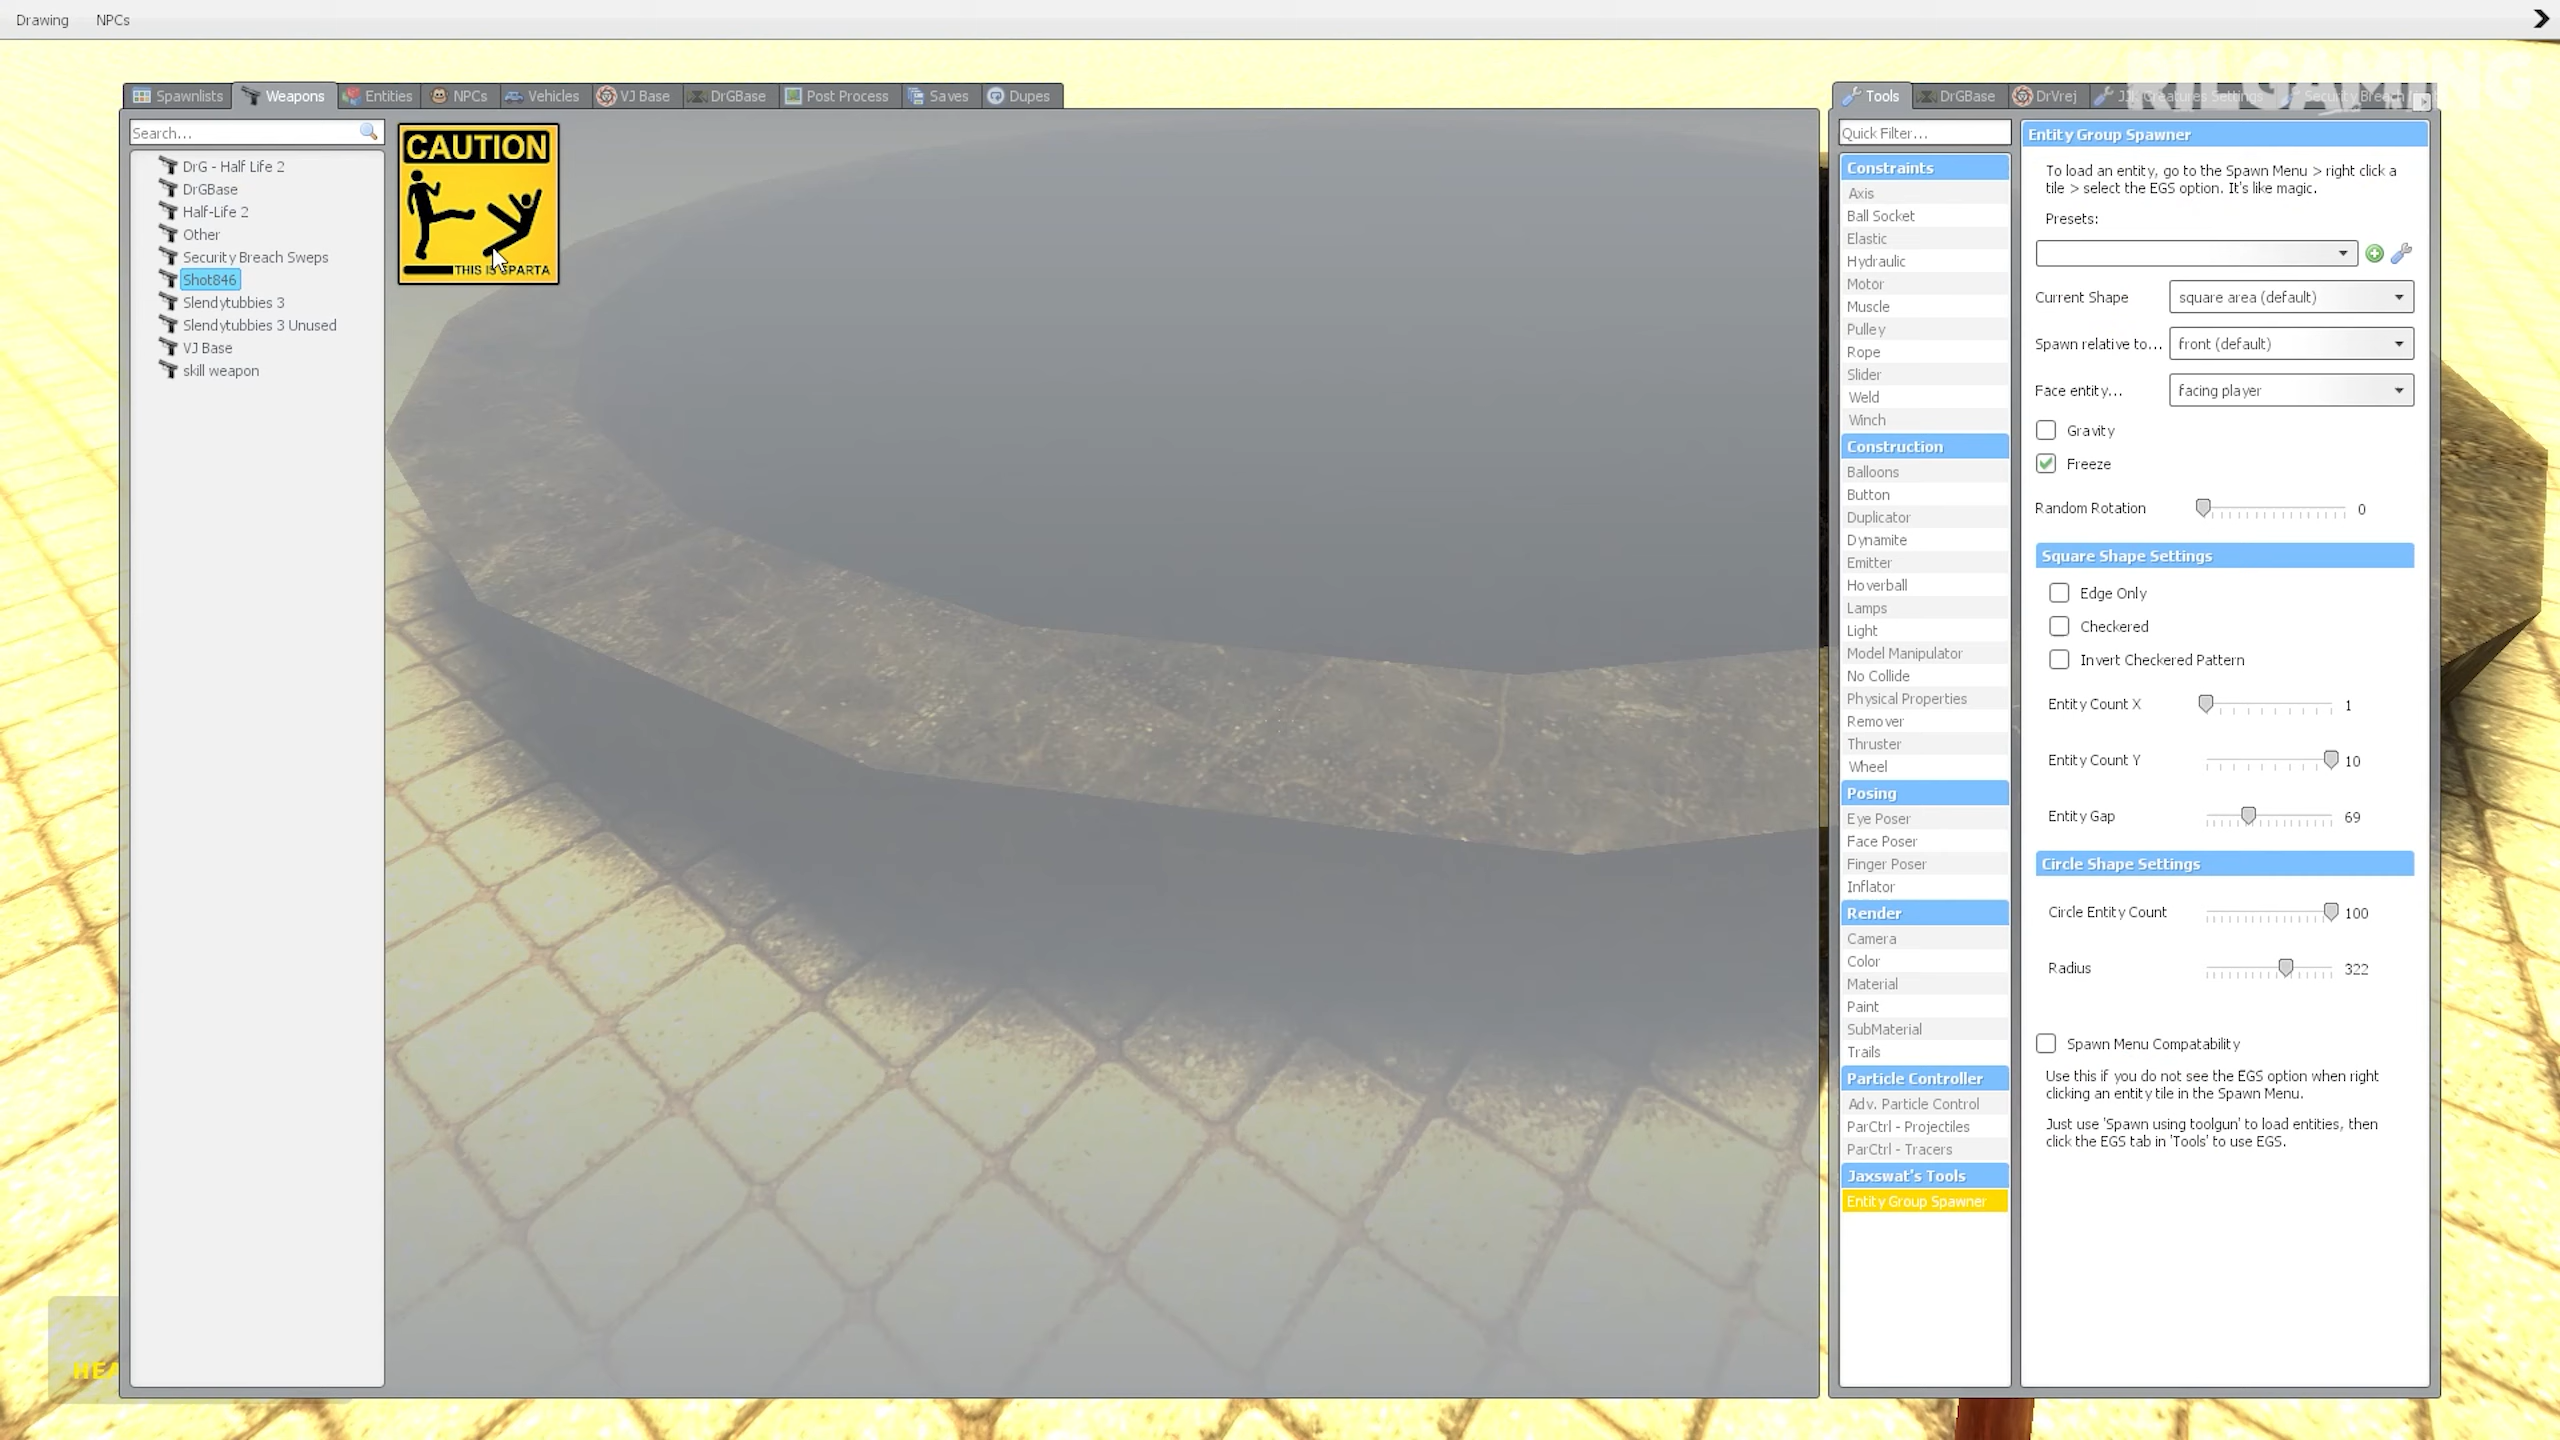 Drawing NPCs
RILGAMING
Spawnlists Weapons Entities NPCs Vehicles VJ Base DrGBase Post Process Saves Dupes
Search...
DrG - Half Life 2
DrGBase
Half-Life 2
Other
Security Breach Sweps
Shot846
Slendytubbies 3
Slendytubbies 3 Unused
VJ Base
skill weapon
CAUTION
THIS IS SPARTA
HEA
Tools DrGBase DrVrej Creatures Settings Security Breach
Quick Filter...
Constraints
Axis
Ball Socket
Elastic
Hydraulic
Motor
Muscle
Pulley
Rope
Slider
Weld
Winch
Construction
Balloons
Button
Duplicator
Dynamite
Emitter
Hoverball
Lamps
Light
Model Manipulator
No Collide
Physical Properties
Remover
Thruster
Wheel
Posing
Eye Poser
Face Poser
Finger Poser
Inflator
Render
Camera
Color
Material
Paint
SubMaterial
Trails
Particle Controller
Adv. Particle Control
ParCtrl - Projectiles
ParCtrl - Tracers
Jaxswat's Tools
Entity Group Spawner
Entity Group Spawner
To load an entity, go to the Spawn Menu > right click a
tile > select the EGS option. It's like magic.
Presets:
Current Shape square area (default)
Spawn relative to... front (default)
Face entity... facing player
Gravity
Freeze
Random Rotation 0
Square Shape Settings
Edge Only
Checkered
Invert Checkered Pattern
Entity Count X 1
Entity Count Y 10
Entity Gap 69
Circle Shape Settings
Circle Entity Count 100
Radius 322
Spawn Menu Compatability
Use this if you do not see the EGS option when right
clicking an entity tile in the Spawn Menu.
Just use 'Spawn using toolgun' to load entities, then
click the EGS tab in 'Tools' to use EGS.